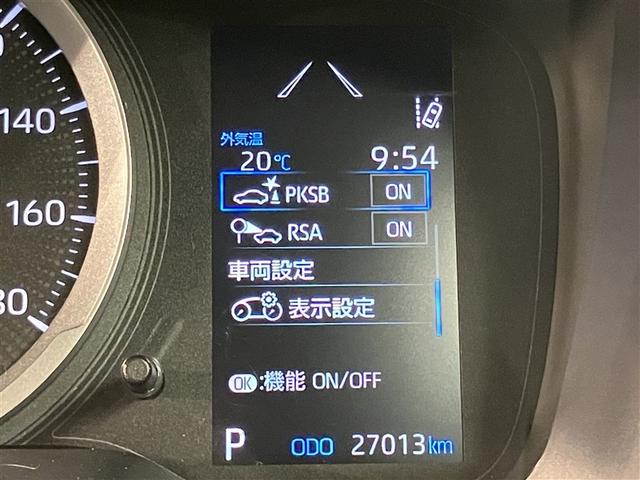 140
160
外気温
20℃ 9:54
PKSB ON
RSA ON
車両設定
表示設定
OK:機能 ON/OFF
P ODO 27013km